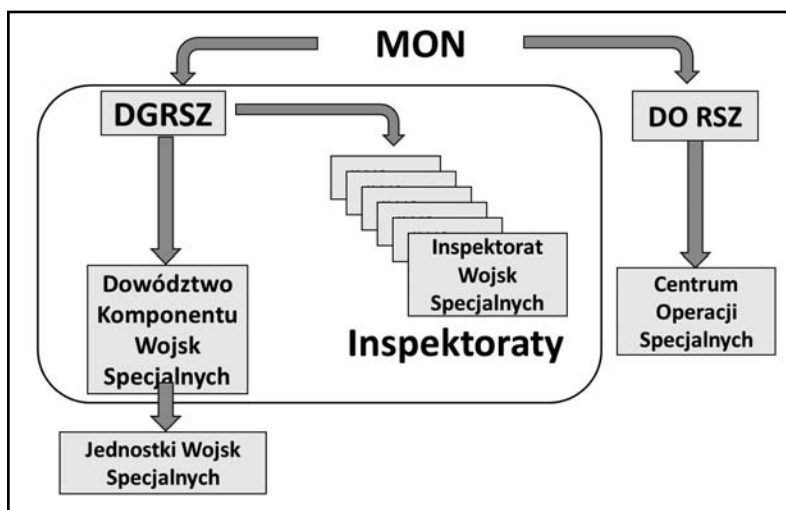 MON
DGRSZ
DO RSZ
Inspektorat
Wojsk
Specjalnych
Inspektoraty
Dowództwo
Komponentu
Wojsk
Specjalnych
Centrum
Operacji
Specjalnych
Jednostki Wojsk
Specjalnych